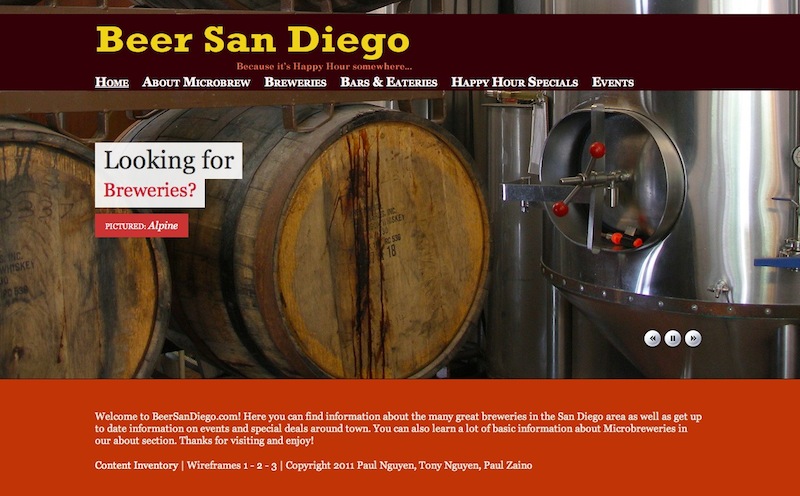 Beer San Diego
Because it's Happy Hour somewhere...
Home About Microbrew Breweries Bars & Eateries Happy Hour Specials Events
Looking for
Breweries?
PICTURED: Alpine
WHISKEY
18
Welcome to BeerSanDiego.com! Here you can find information about the many great breweries in the San Diego area as well as get up
to date information on events and special deals around town. You can also learn a lot of basic information about Microbreweries in
our about section. Thanks for visiting and enjoy!
Content Inventory | Wireframes 1 - 2 - 3 | Copyright 2011 Paul Nguyen, Tony Nguyen, Paul Zaino